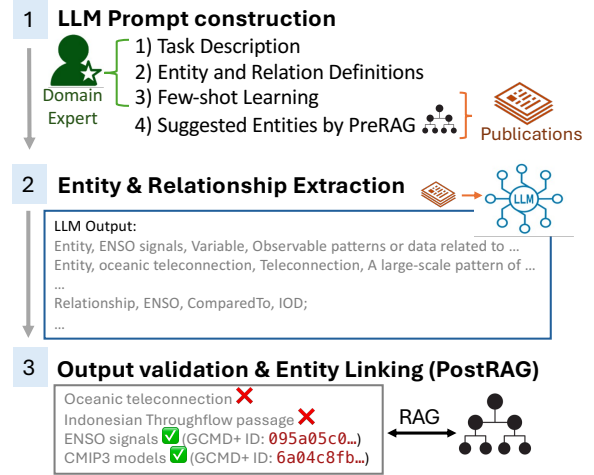 1 LLM Prompt construction
1) Task Description
2) Entity and Relation Definitions
3) Few-shot Learning
4) Suggested Entities by PreRAG
Domain
Expert
Publications
2 Entity & Relationship Extraction
LLM
LLM Output:
Entity, ENSO signals, Variable, Observable patterns or data related to ...
Entity, oceanic teleconnection, Teleconnection, A large-scale pattern of ...
...
Relationship, ENSO, ComparedTo, IOD;
...
3 Output validation & Entity Linking (PostRAG)
Oceanic teleconnection ❌
Indonesian Throughflow passage ❌
ENSO signals ✅ (GCMD+ ID: 095a05c0…)
CMIP3 models ✅ (GCMD+ ID: 6a04c8fb…)
RAG